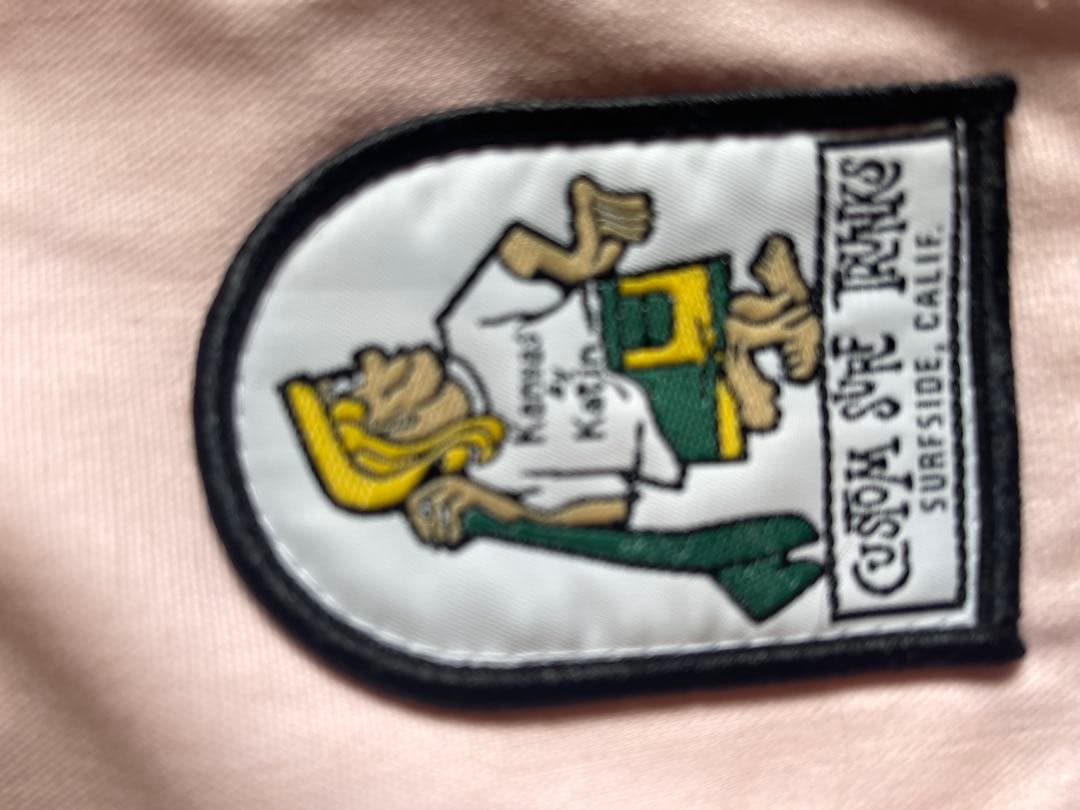 Kanvas
by
Katin
CUSTOM SURF TRUNKS
SURFSIDE, CALIF.